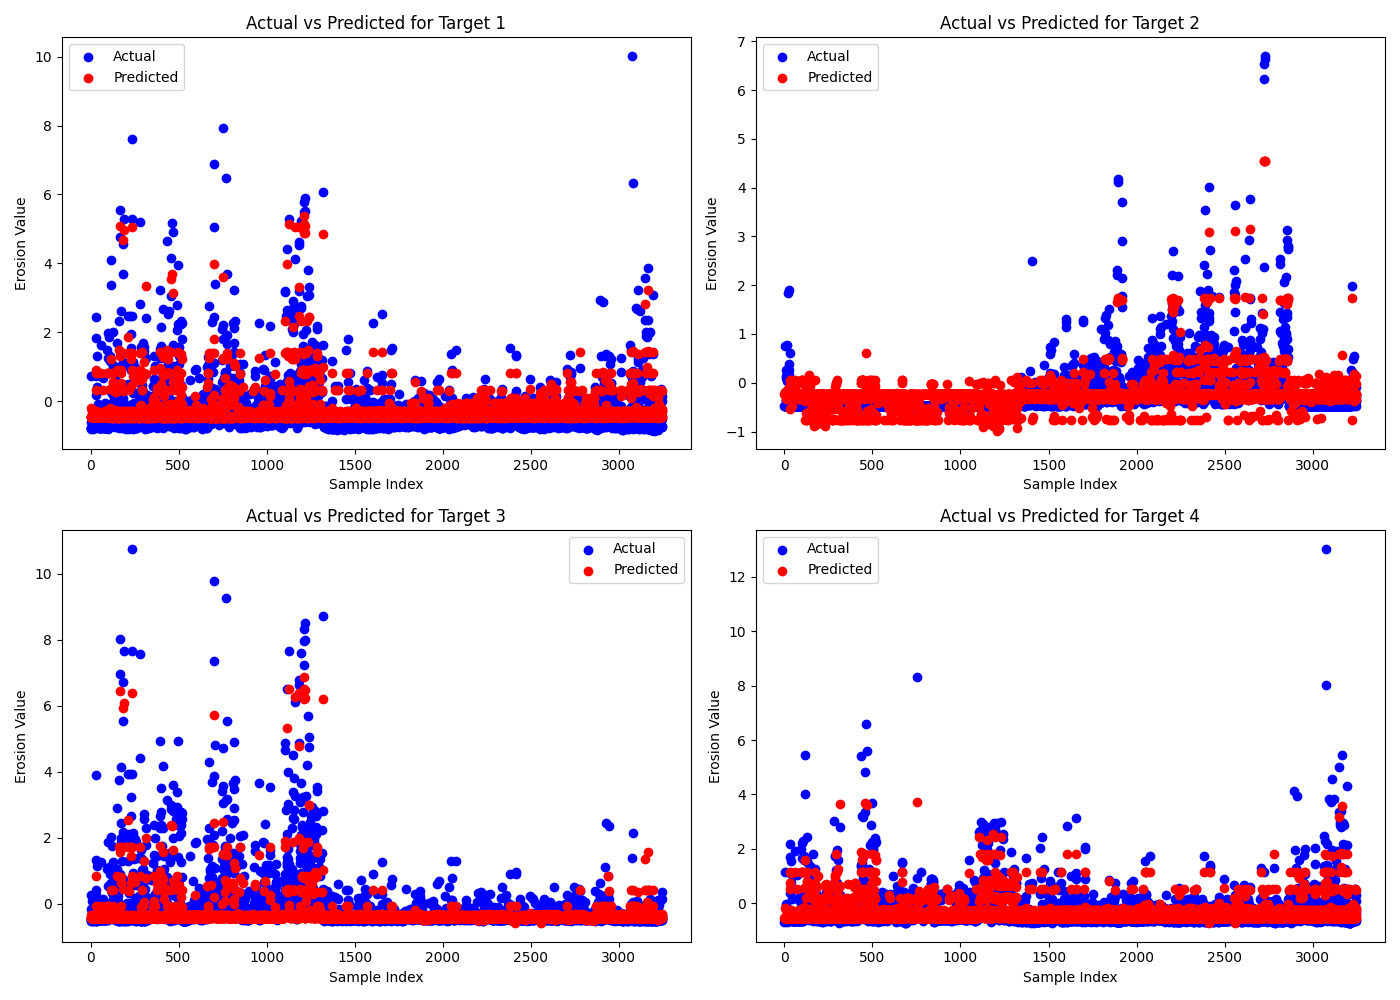 Actual vs Predicted for Target 1
Actual
Predicted
Erosion Value
10
8
6
4
2
0
0
500
1000
1500
2000
2500
3000
Sample Index
Actual vs Predicted for Target 2
Actual
Predicted
Erosion Value
7
6
5
4
3
2
1
0
−1
0
500
1000
1500
2000
2500
3000
Sample Index
Actual vs Predicted for Target 3
Actual
Predicted
Erosion Value
10
8
6
4
2
0
0
500
1000
1500
2000
2500
3000
Sample Index
Actual vs Predicted for Target 4
Actual
Predicted
Erosion Value
12
10
8
6
4
2
0
0
500
1000
1500
2000
2500
3000
Sample Index